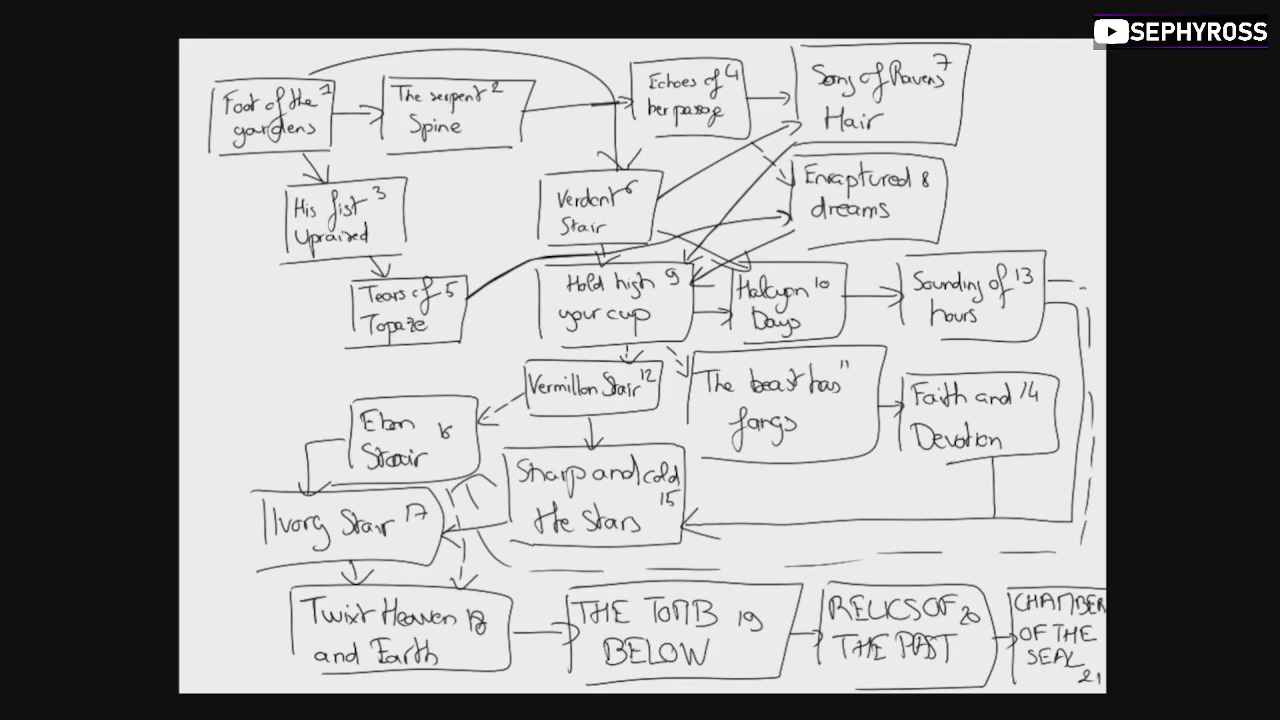 SEPHYROSS
Foot of the 1
gardens
The serpent 2
Spine
Echoes of 4
her passage
Song of Ravens 7
Hair
His fist 3
Upraized
Verdant 6
Stair
Enraptured 8
dreams
Tears of 5
Topaze
Hold high 9
your cup
Halcyon 10
Days
Sounding of 13
hours
Vermillon Stair 12
The beast has 11
fangs
Faith and 14
Devotion
Ebon 16
Stair
Sharp and cold
15
the Stars
Ivory Stair 17
Twixt Heaven 18
and Earth
THE TOMB 19
BELOW
RELICS OF 20
THE PAST
CHAMBER
OF THE
SEAL
21